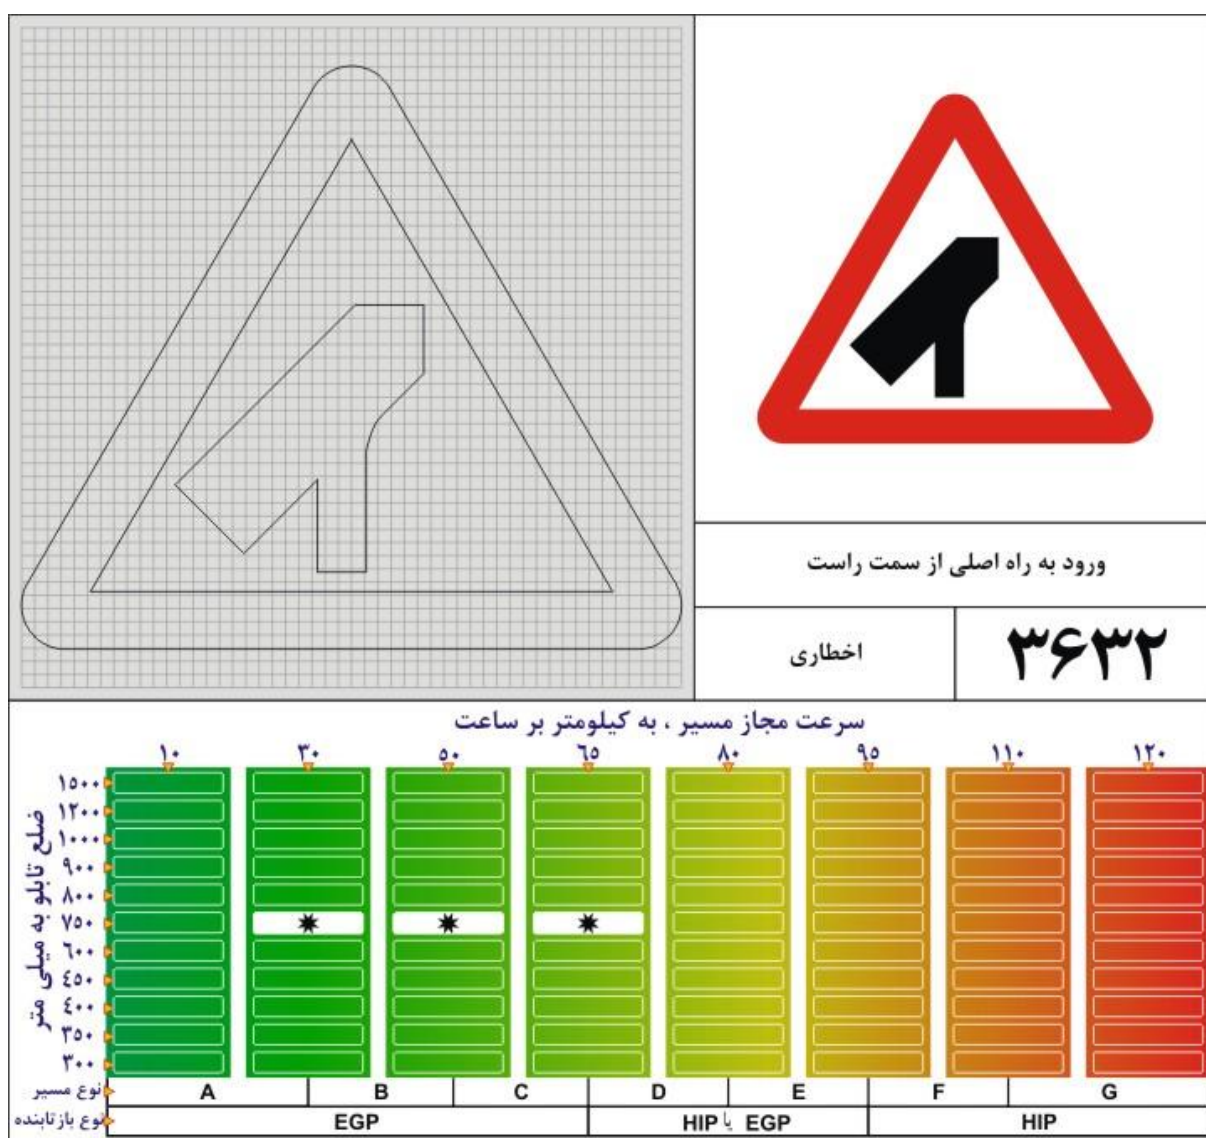 ورود به راه اصلی از سمت راست
۳۶۳۲
اخطاری
سرعت مجاز مسیر ، به کیلومتر بر ساعت
۱۰ ۳۰ ۵۰ ۶۵ ۸۰ ۹۵ ۱۱۰ ۱۲۰
ضلع تابلو به میلی متر
۱۵۰۰
۱۲۰۰
۱۰۰۰
۹۰۰
۸۰۰
۷۵۰
۶۰۰
۴۵۰
۴۰۰
۳۵۰
۳۰۰
نوع مسیر
A B C D E F G
نوع بازتابنده
EGP
HIP یا EGP
HIP